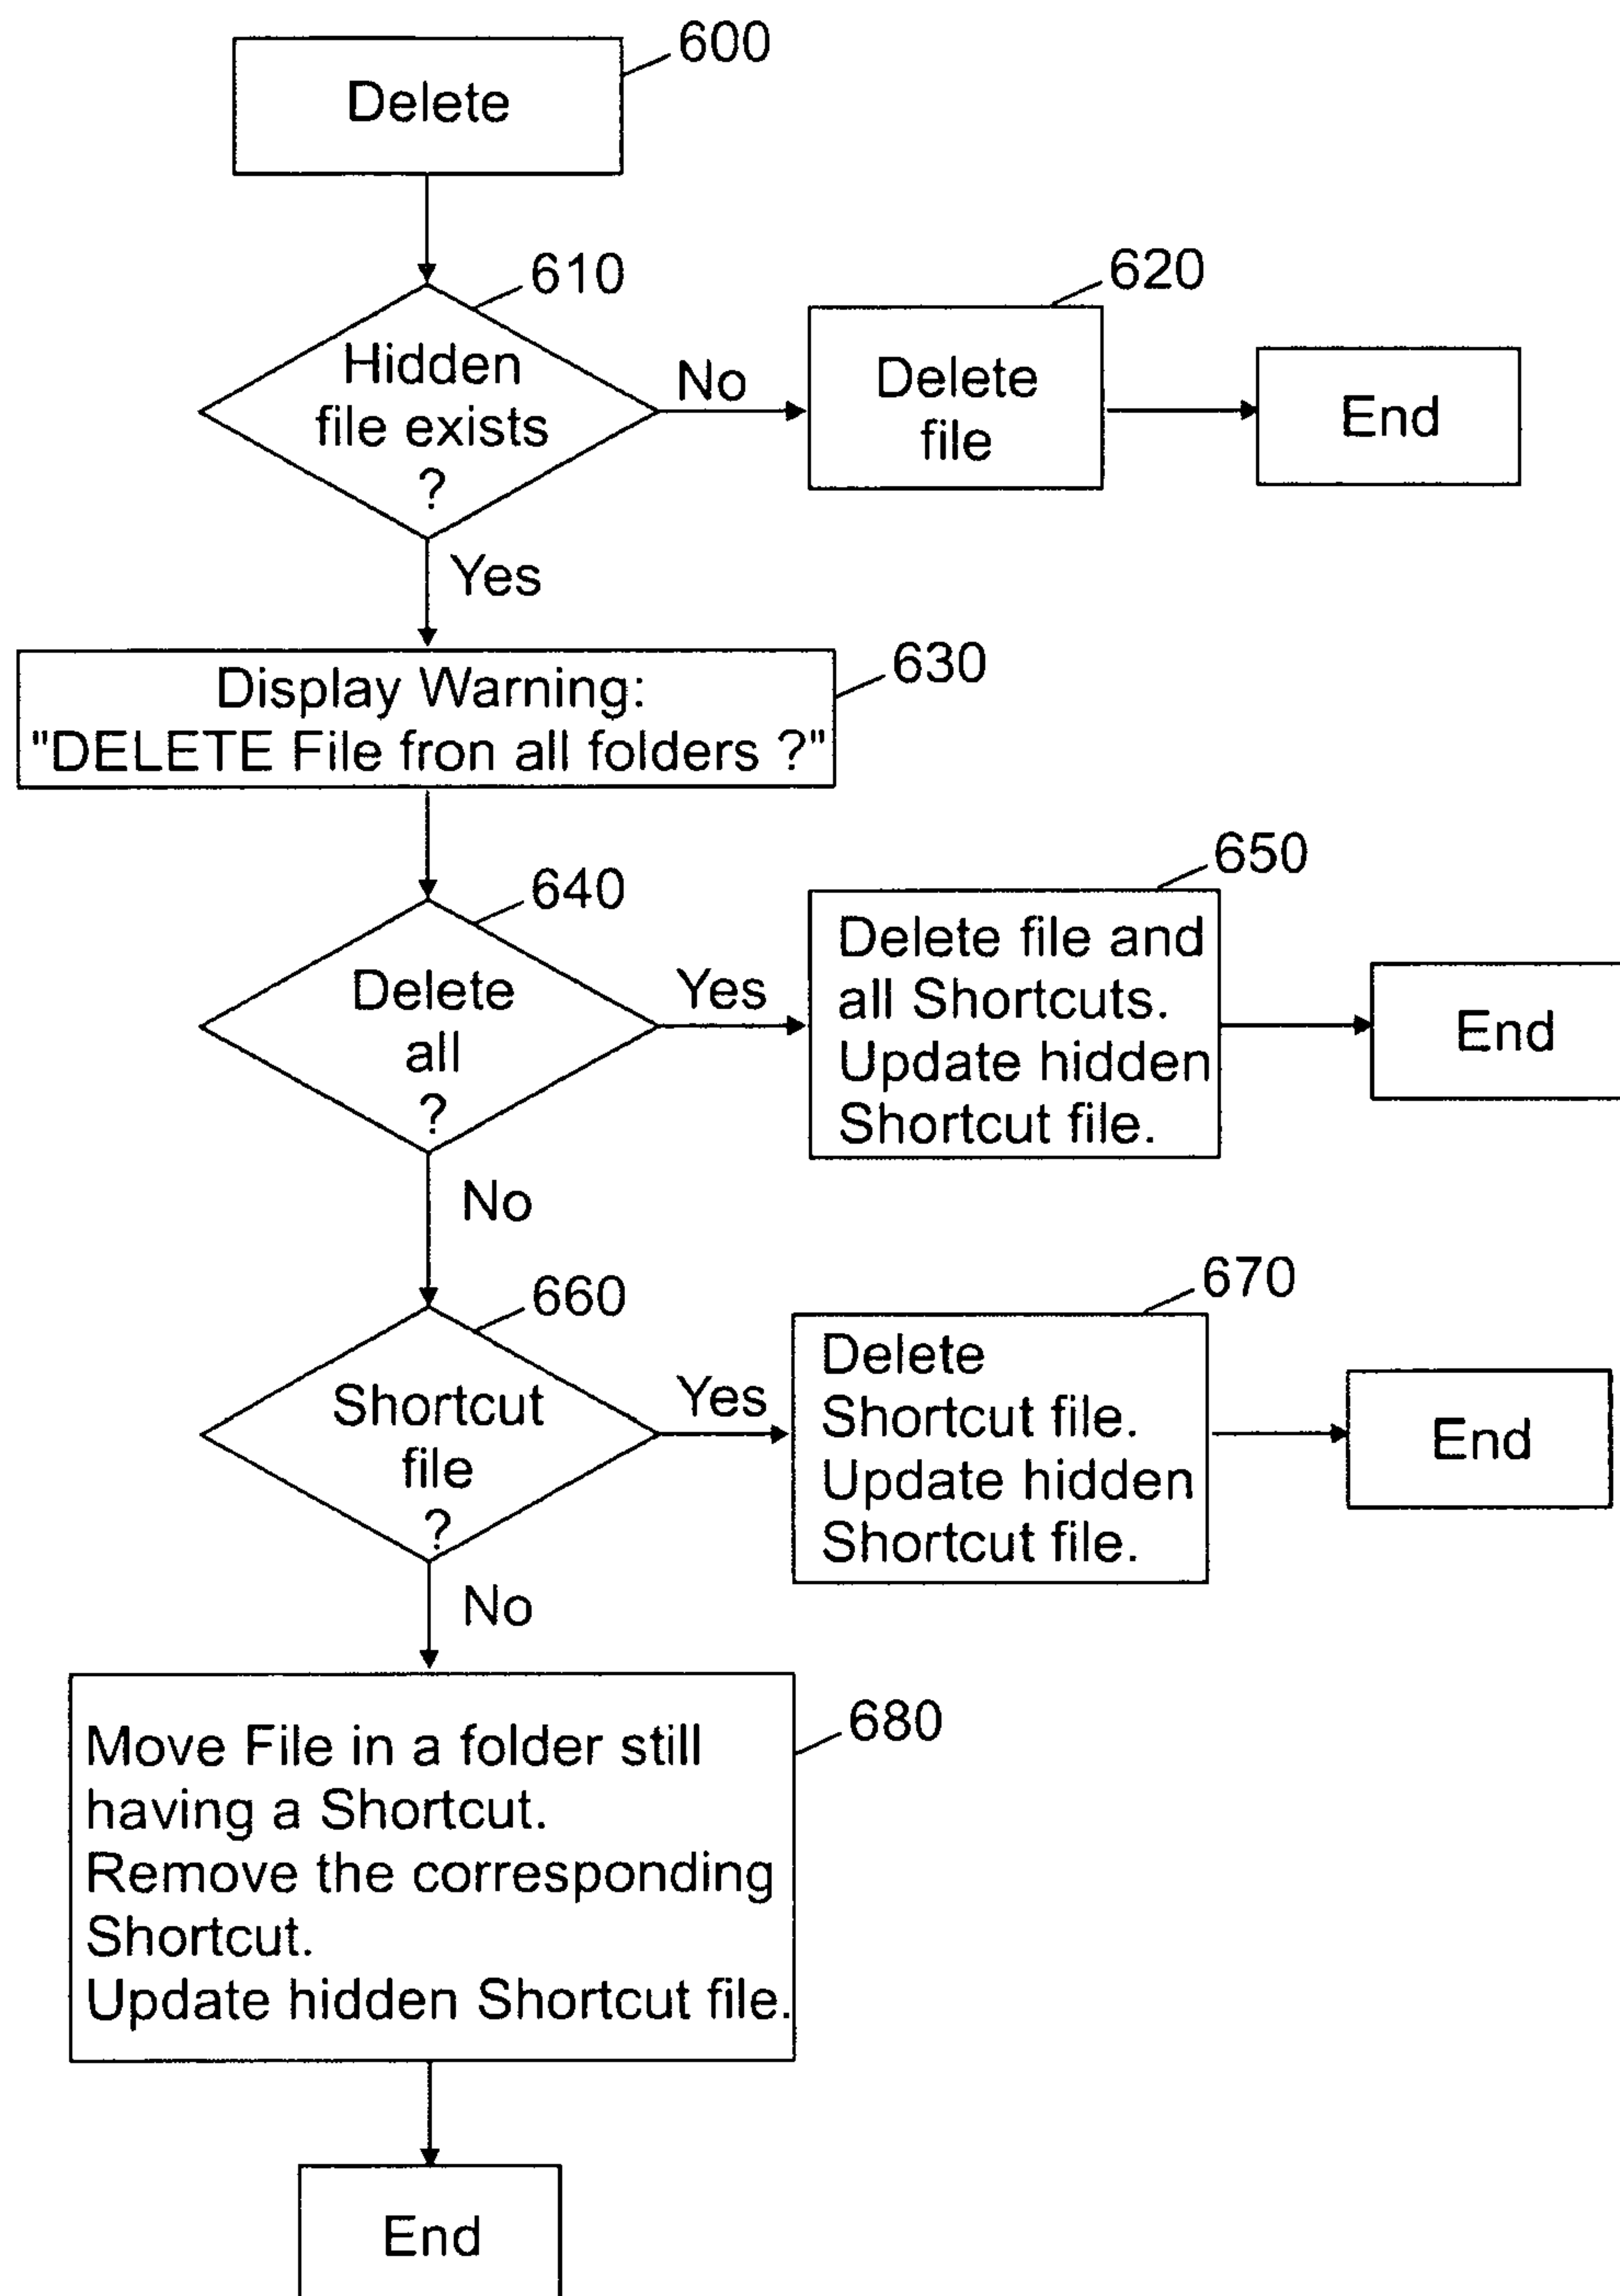 600
Delete
610
Hidden
file exists
?
No
620
Delete
file
End
Yes
630
Display Warning:
"DELETE File fron all folders ?"
640
Delete
all
?
Yes
650
Delete file and
all Shortcuts.
Update hidden
Shortcut file.
End
No
660
Shortcut
file
?
Yes
670
Delete
Shortcut file.
Update hidden
Shortcut file.
End
No
680
Move File in a folder still
having a Shortcut.
Remove the corresponding
Shortcut.
Update hidden Shortcut file.
End